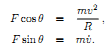 F cos θ = mv²/R ,
F sin θ = mv̇.